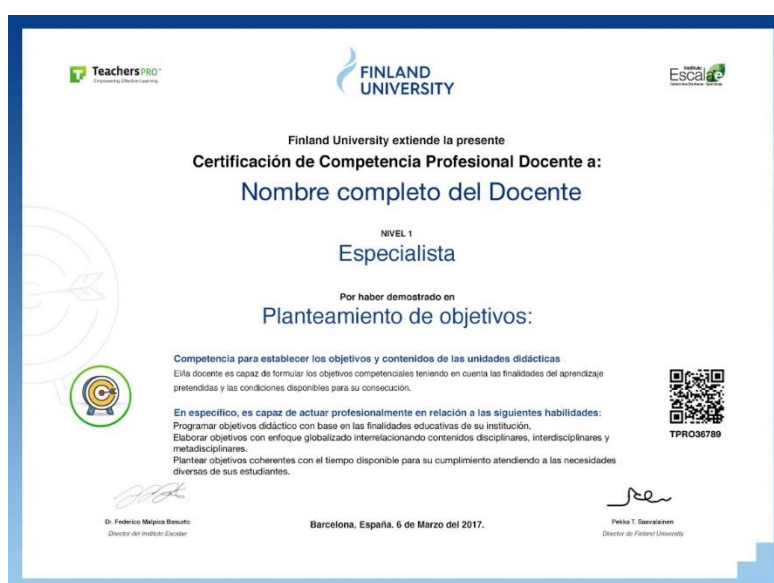 TeachersPRO
Empowering Effective Learning
FINLAND
UNIVERSITY
Instituto
Escalae
Finland University extiende la presente
Certificación de Competencia Profesional Docente a:
Nombre completo del Docente
NIVEL 1
Especialista
Por haber demostrado en
Planteamiento de objetivos:
Competencia para establecer los objetivos y contenidos de las unidades didácticas
El/la docente es capaz de formular los objetivos competenciales teniendo en cuenta las finalidades del aprendizaje
pretendidas y las condiciones disponibles para su consecución.
En específico, es capaz de actuar profesionalmente en relación a las siguientes habilidades:
Programar objetivos didáctico con base en las finalidades educativas de su institución,
Elaborar objetivos con enfoque globalizado interrelacionando contenidos disciplinares, interdisciplinares y
metadisciplinares.
Plantear objetivos coherentes con el tiempo disponible para su cumplimiento atendiendo a las necesidades
diversas de sus estudiantes.
TPRO36789
Dr. Federico Malpica Basurto
Director del Instituto Escalae
Barcelona, España. 6 de Marzo del 2017.
Pekka T. Saavalainen
Director de Finland University